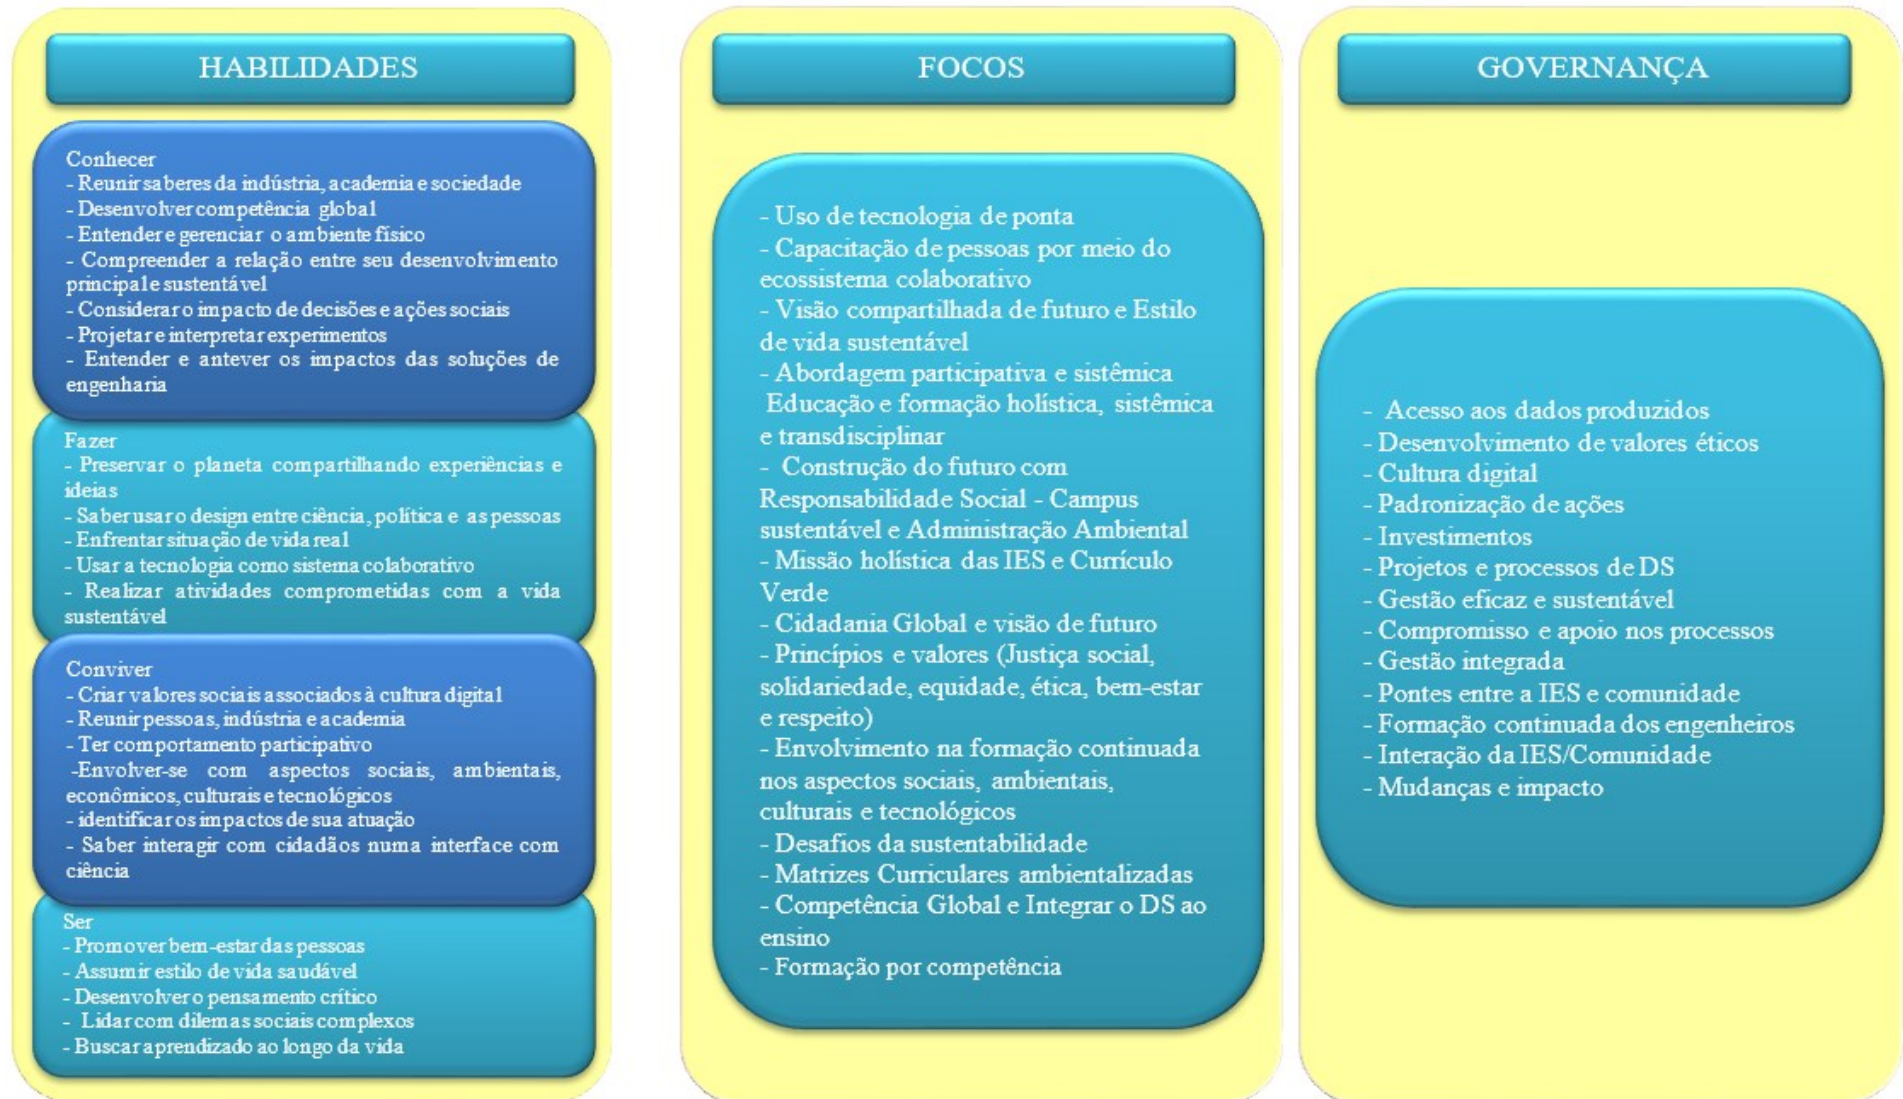 HABILIDADES
Conhecer
- Reunir saberes da indústria, academia e sociedade
- Desenvolver competência global
- Entender e gerenciar o ambiente físico
- Compreender a relação entre seu desenvolvimento
principal e sustentável
- Considerar o impacto de decisões e ações sociais
- Projetar e interpretar experimentos
- Entender e antever os impactos das soluções de
engenharia
Fazer
- Preservar o planeta compartilhando experiências e
ideias
- Saber usar o design entre ciência, política e as pessoas
- Enfrentar situação de vida real
- Usar a tecnologia como sistema colaborativo
- Realizar atividades comprometidas com a vida
sustentável
Conviver
- Criar valores sociais associados à cultura digital
- Reunir pessoas, indústria e academia
- Ter comportamento participativo
-Envolver-se com aspectos sociais, ambientais,
econômicos, culturais e tecnológicos
- identificar os impactos de sua atuação
- Saber interagir com cidadãos numa interface com
ciência
Ser
- Promover bem-estar das pessoas
- Assumir estilo de vida saudável
- Desenvolver o pensamento crítico
- Lidar com dilemas sociais complexos
- Buscar aprendizado ao longo da vida
FOCOS
- Uso de tecnologia de ponta
- Capacitação de pessoas por meio do
ecossistema colaborativo
- Visão compartilhada de futuro e Estilo
de vida sustentável
- Abordagem participativa e sistêmica
Educação e formação holística, sistêmica
e transdisciplinar
- Construção do futuro com
Responsabilidade Social - Campus
sustentável e Administração Ambiental
- Missão holística das IES e Currículo
Verde
- Cidadania Global e visão de futuro
- Princípios e valores (Justiça social,
solidariedade, equidade, ética, bem-estar
e respeito)
- Envolvimento na formação continuada
nos aspectos sociais, ambientais,
culturais e tecnológicos
- Desafios da sustentabilidade
- Matrizes Curriculares ambientalizadas
- Competência Global e Integrar o DS ao
ensino
- Formação por competência
GOVERNANÇA
- Acesso aos dados produzidos
- Desenvolvimento de valores éticos
- Cultura digital
- Padronização de ações
- Investimentos
- Projetos e processos de DS
- Gestão eficaz e sustentável
- Compromisso e apoio nos processos
- Gestão integrada
- Pontes entre a IES e comunidade
- Formação continuada dos engenheiros
- Interação da IES/Comunidade
- Mudanças e impacto